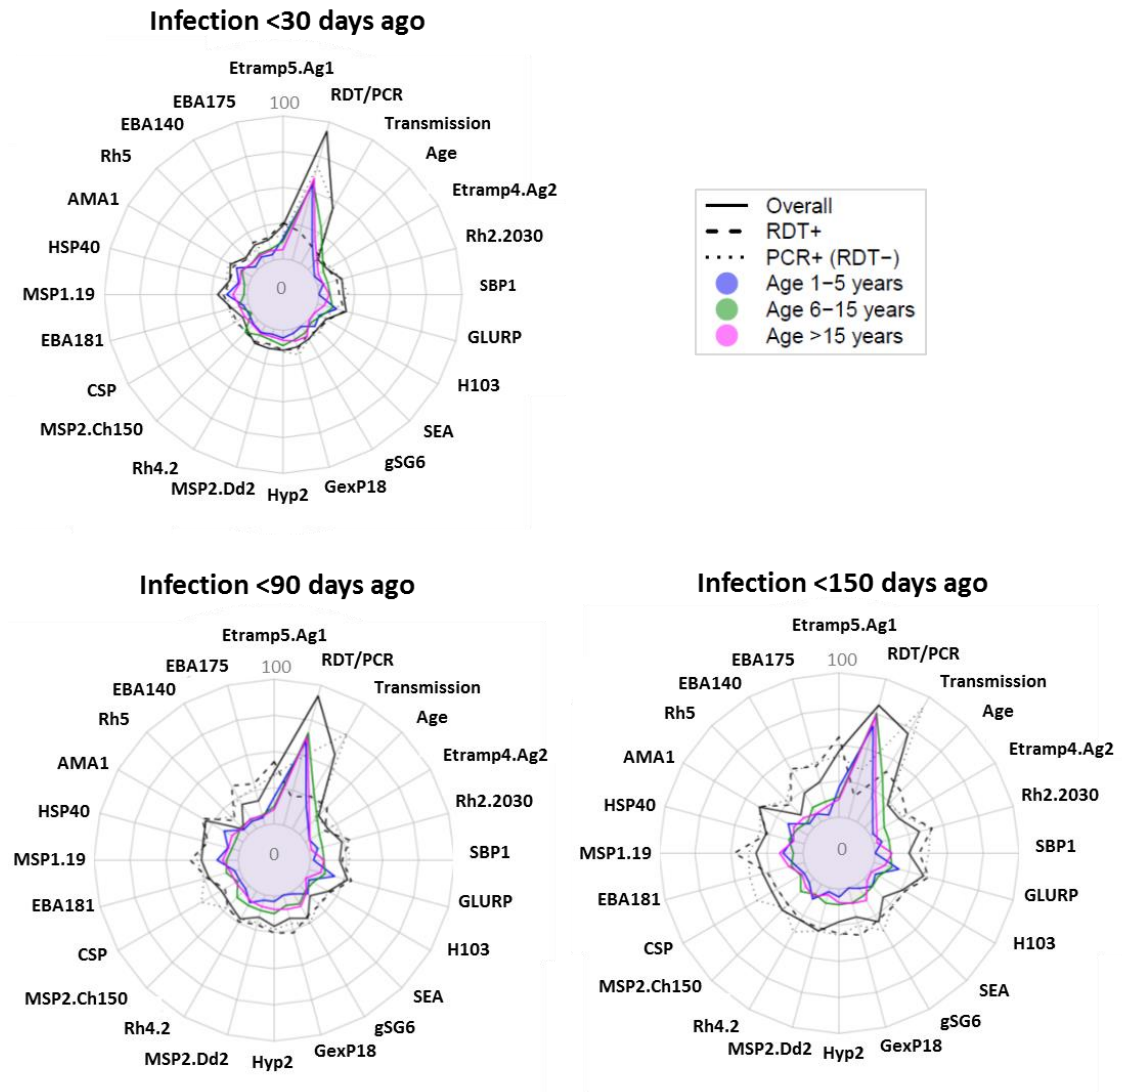 Infection <30 days ago
Etramp5.Ag1
RDT/PCR
Transmission
Age
Etramp4.Ag2
Rh2.2030
SBP1
GLURP
H103
SEA
gSG6
GexP18
Hyp2
MSP2.Dd2
Rh4.2
MSP2.Ch150
CSP
EBA181
MSP1.19
HSP40
AMA1
Rh5
EBA140
EBA175
100
0
Overall
RDT+
PCR+ (RDT−)
Age 1−5 years
Age 6−15 years
Age >15 years
Infection <90 days ago
Etramp5.Ag1
RDT/PCR
Transmission
Age
Etramp4.Ag2
Rh2.2030
SBP1
GLURP
H103
SEA
gSG6
GexP18
Hyp2
MSP2.Dd2
Rh4.2
MSP2.Ch150
CSP
EBA181
MSP1.19
HSP40
AMA1
Rh5
EBA140
EBA175
100
0
Infection <150 days ago
Etramp5.Ag1
RDT/PCR
Transmission
Age
Etramp4.Ag2
Rh2.2030
SBP1
GLURP
H103
SEA
gSG6
GexP18
Hyp2
MSP2.Dd2
Rh4.2
MSP2.Ch150
CSP
EBA181
MSP1.19
HSP40
AMA1
Rh5
EBA140
EBA175
100
0